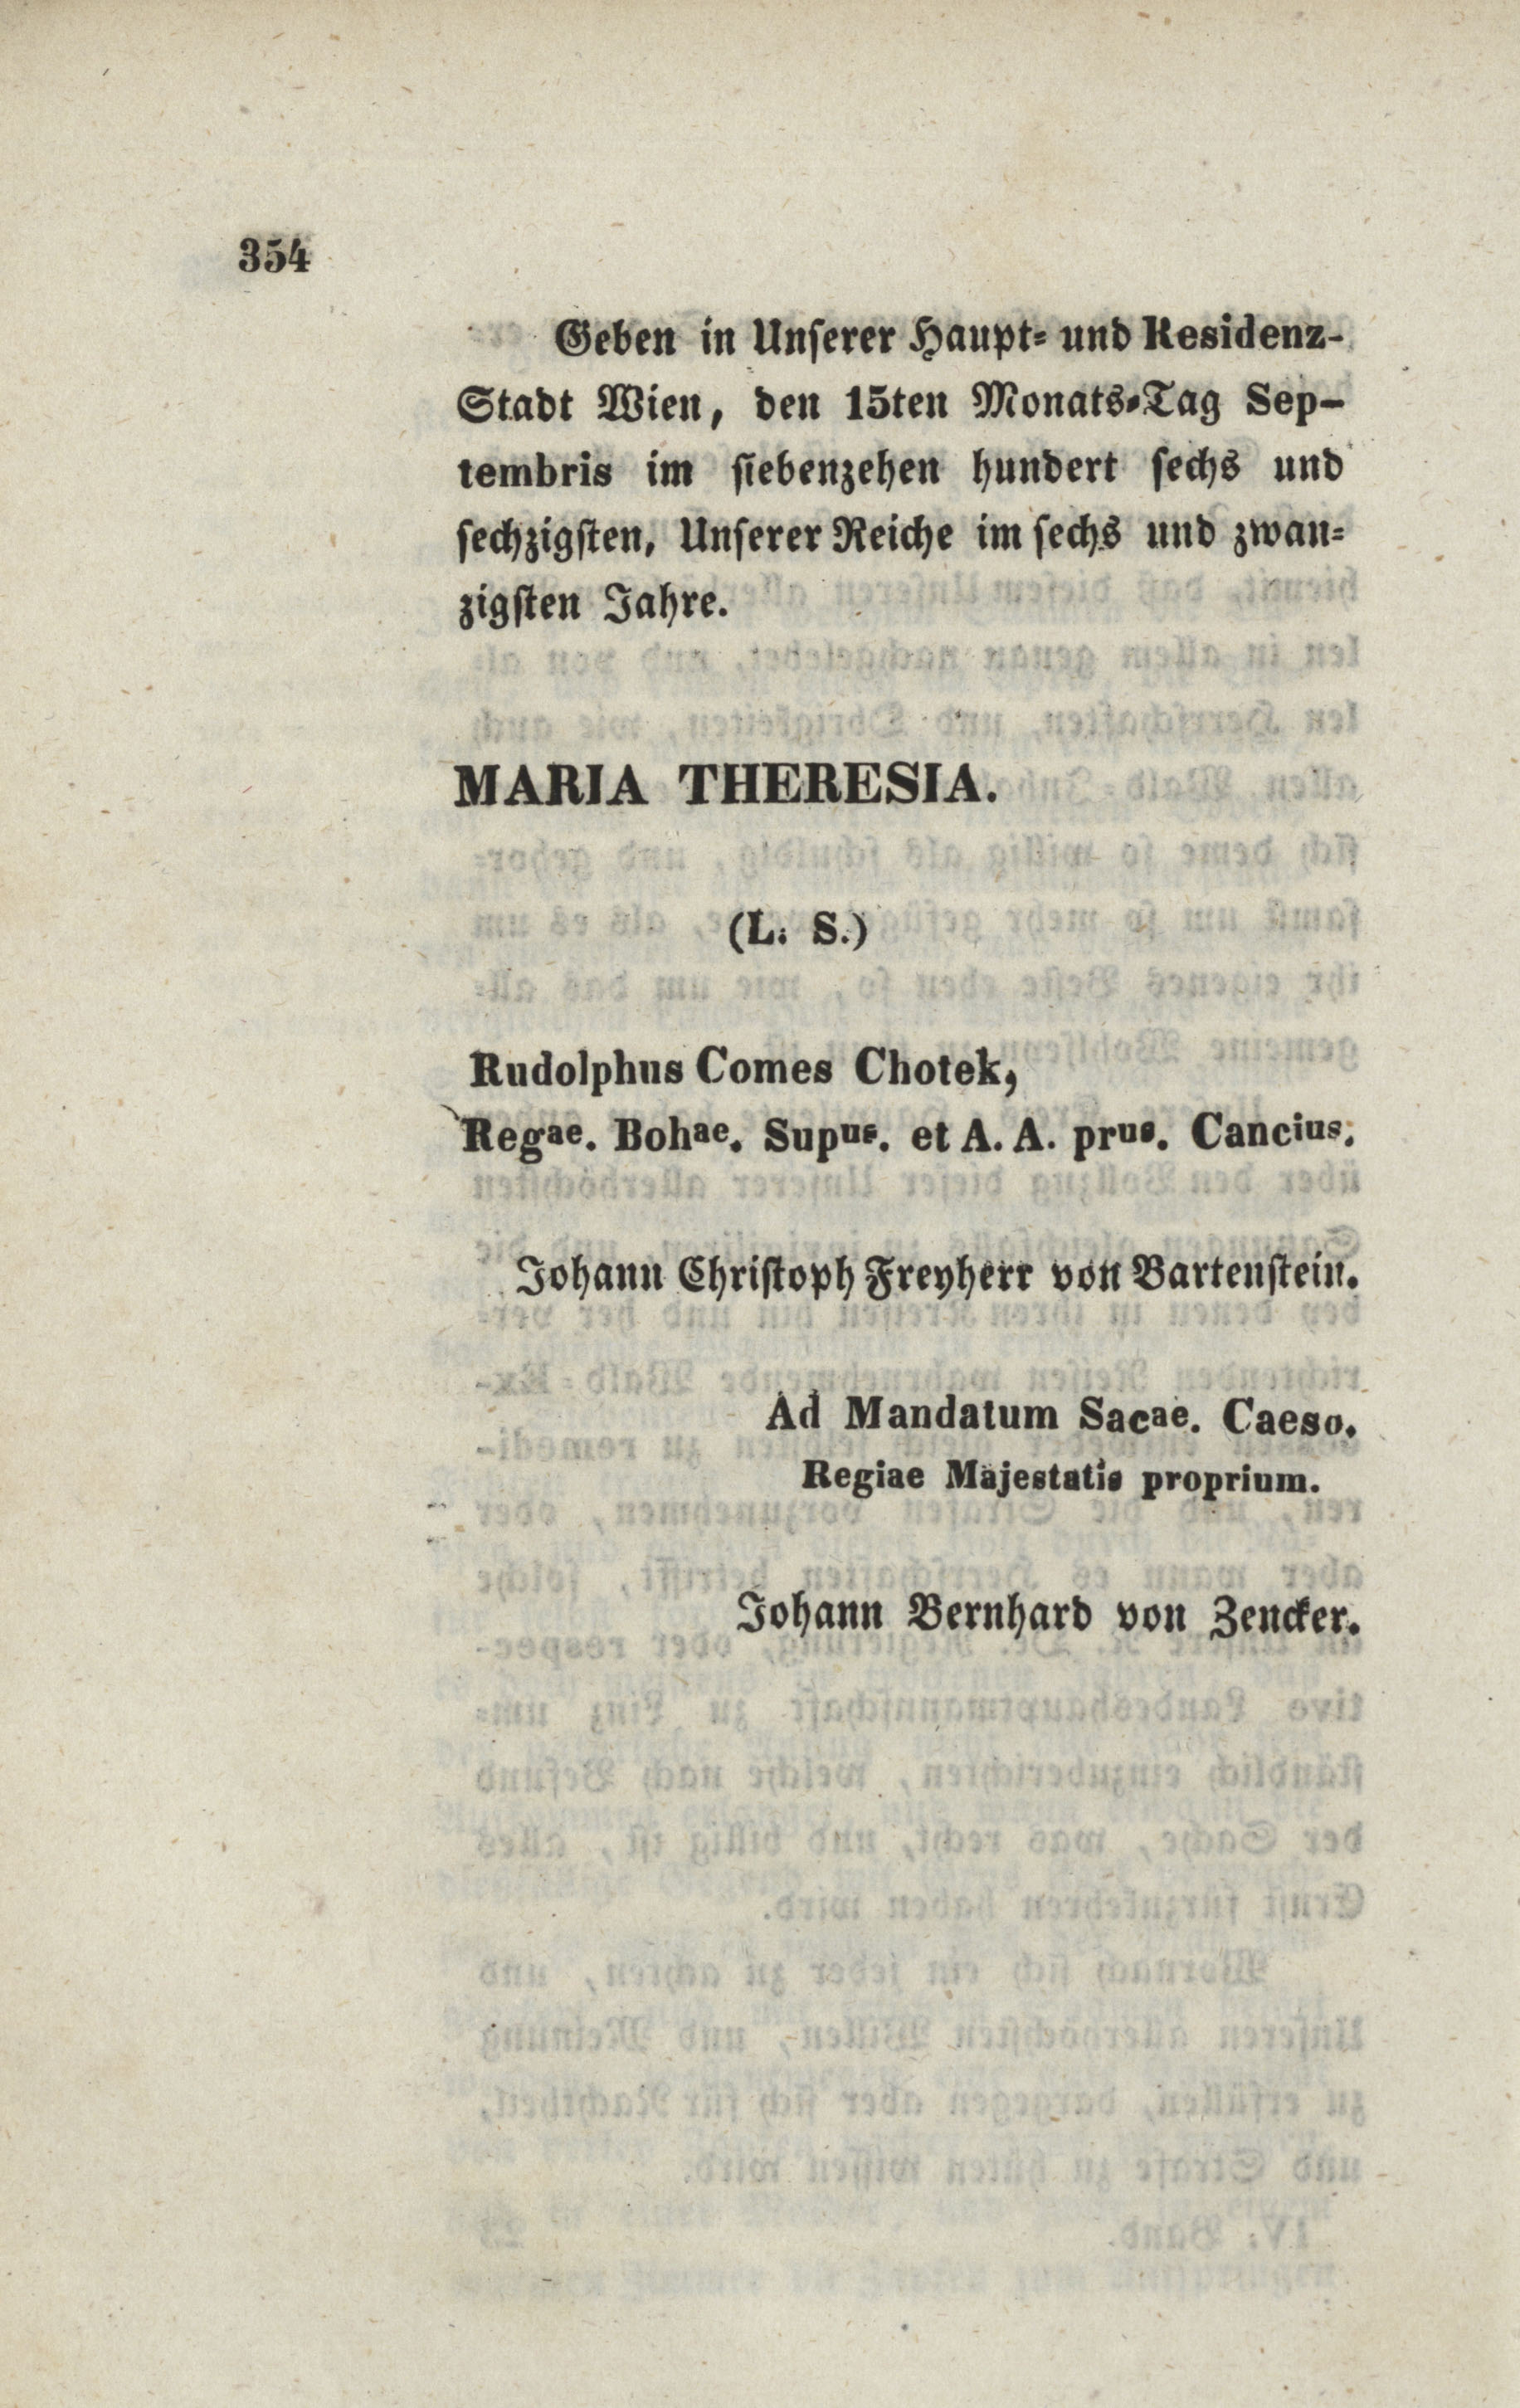 354
Geben in Unserer Haupt- und Residenz-
Stadt Wien, den 15ten Monats-Tag Sep-
tembris im siebenzehen hundert sechs und
sechzigsten, Unserer Reiche im sechs und zwan-
zigsten Jahre.
MARIA THERESIA.
(L. S.)
Rudolphus Comes Chotek,
Regae. Bohae. Supus. et A. A. prus. Cancius.
Johann Christoph Freyherr von Bartenstein.
Ad Mandatum Sacae. Caeso.
Regiae Majestatis proprium.
Johann Bernhard von Zencker.